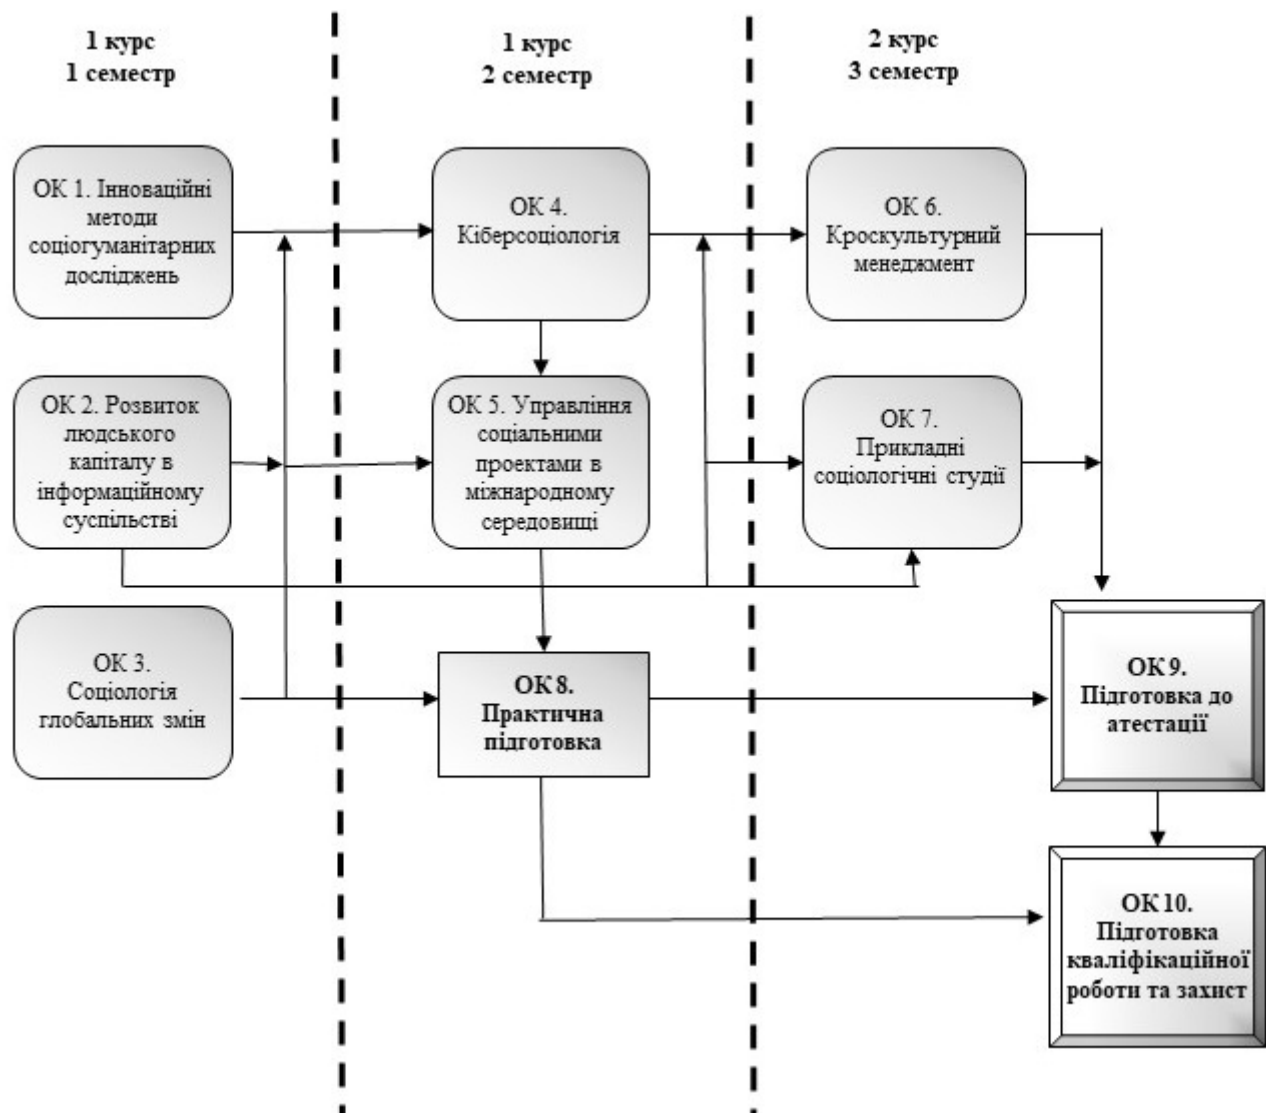 1 курс
1 семестр
1 курс
2 семестр
2 курс
3 семестр
ОК 1. Інноваційні
методи
соціогуманітарних
досліджень
ОК 4.
Кіберсоціологія
ОК 6.
Кроскультурний
менеджмент
ОК 2. Розвиток
людського
капіталу в
інформаційному
суспільстві
ОК 5. Управління
соціальними
проектами в
міжнародному
середовищі
ОК 7.
Прикладні
соціологічні студії
ОК 3.
Соціологія
глобальних змін
ОК 8.
Практична
підготовка
ОК 9.
Підготовка до
атестації
ОК 10.
Підготовка
кваліфікаційної
роботи та захист